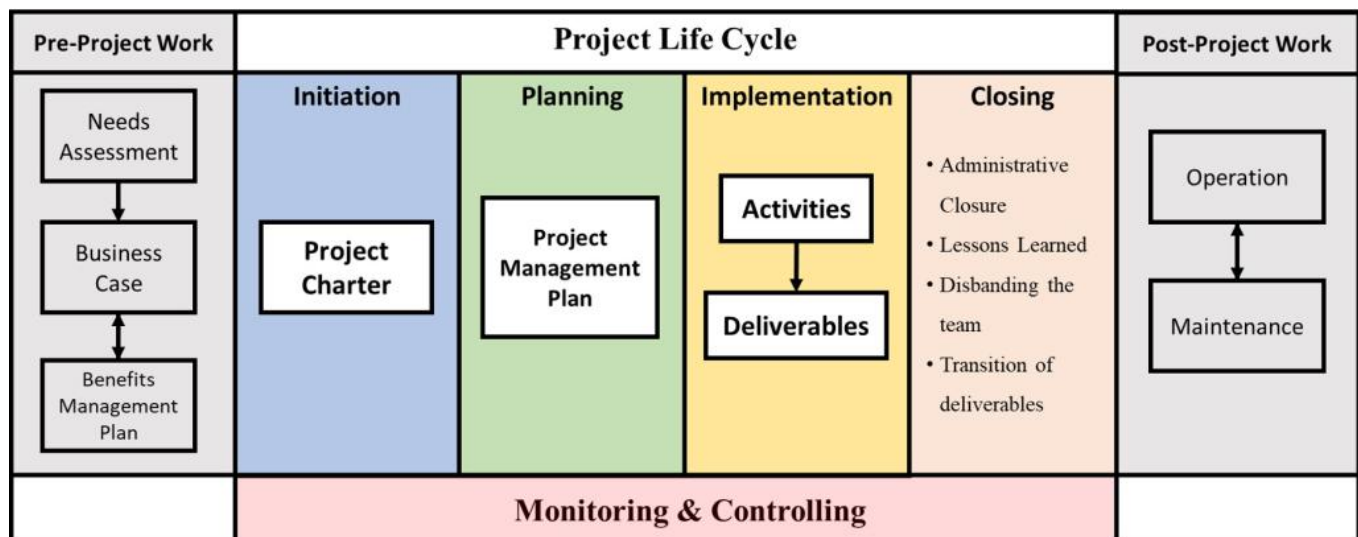 Pre-Project Work
Project Life Cycle
Post-Project Work
Needs
Assessment
Business
Case
Benefits
Management
Plan
Initiation
Project
Charter
Planning
Project
Management
Plan
Implementation
Activities
Deliverables
Closing
• Administrative
Closure
• Lessons Learned
• Disbanding the
team
• Transition of
deliverables
Operation
Maintenance
Monitoring & Controlling